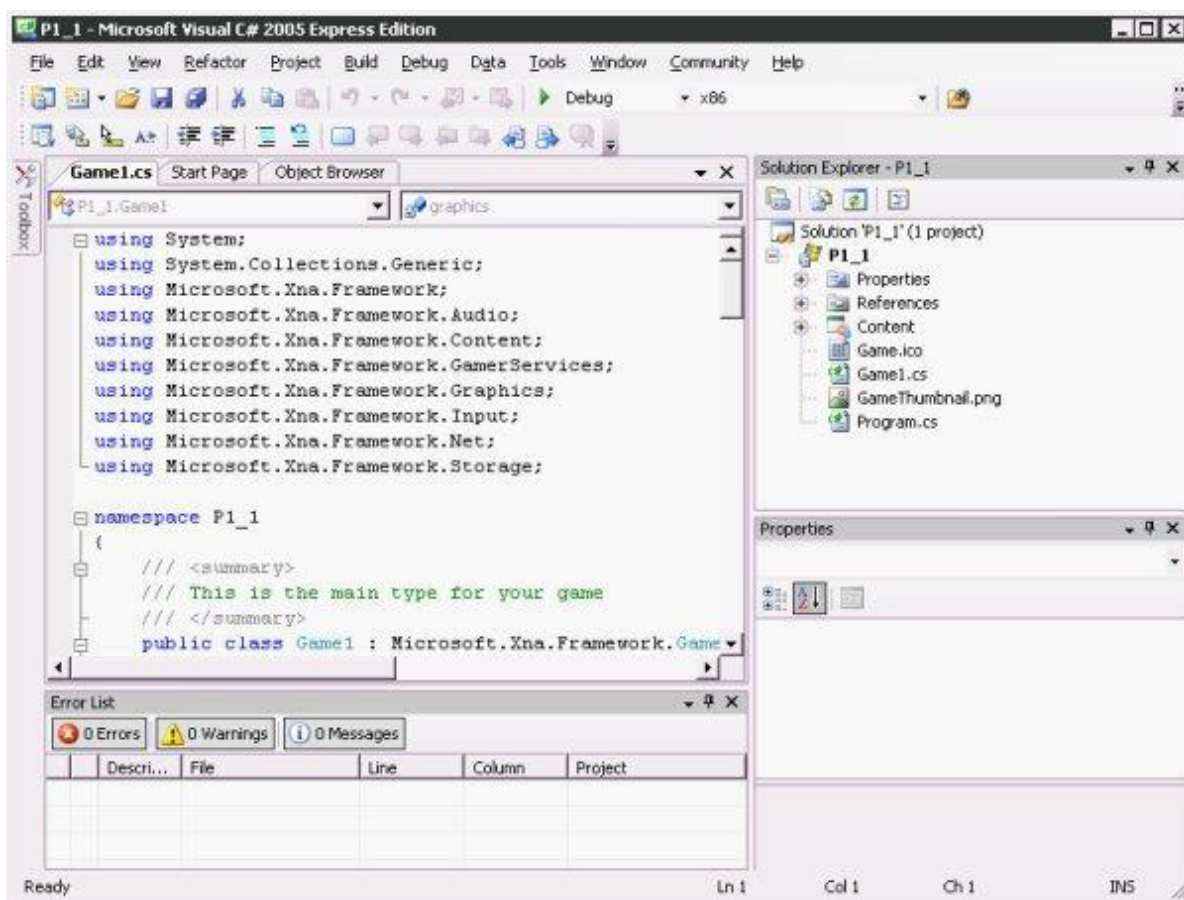 P1_1 - Microsoft Visual C# 2005 Express Edition
File Edit View Refactor Project Build Debug Data Tools Window Community Help
Debug x86
Toolbox
Game1.cs Start Page Object Browser
P1_1.Game1 graphics
using System;
using System.Collections.Generic;
using Microsoft.Xna.Framework;
using Microsoft.Xna.Framework.Audio;
using Microsoft.Xna.Framework.Content;
using Microsoft.Xna.Framework.GamerServices;
using Microsoft.Xna.Framework.Graphics;
using Microsoft.Xna.Framework.Input;
using Microsoft.Xna.Framework.Net;
using Microsoft.Xna.Framework.Storage;
namespace P1_1
{
/// <summary>
/// This is the main type for your game
/// </summary>
public class Game1 : Microsoft.Xna.Framework.Game
Solution Explorer - P1_1
Solution 'P1_1' (1 project)
P1_1
Properties
References
Content
Game.ico
Game1.cs
GameThumbnail.png
Program.cs
Properties
Error List
0 Errors 0 Warnings 0 Messages
Descri... File Line Column Project
Ready Ln 1 Col 1 Ch 1 INS